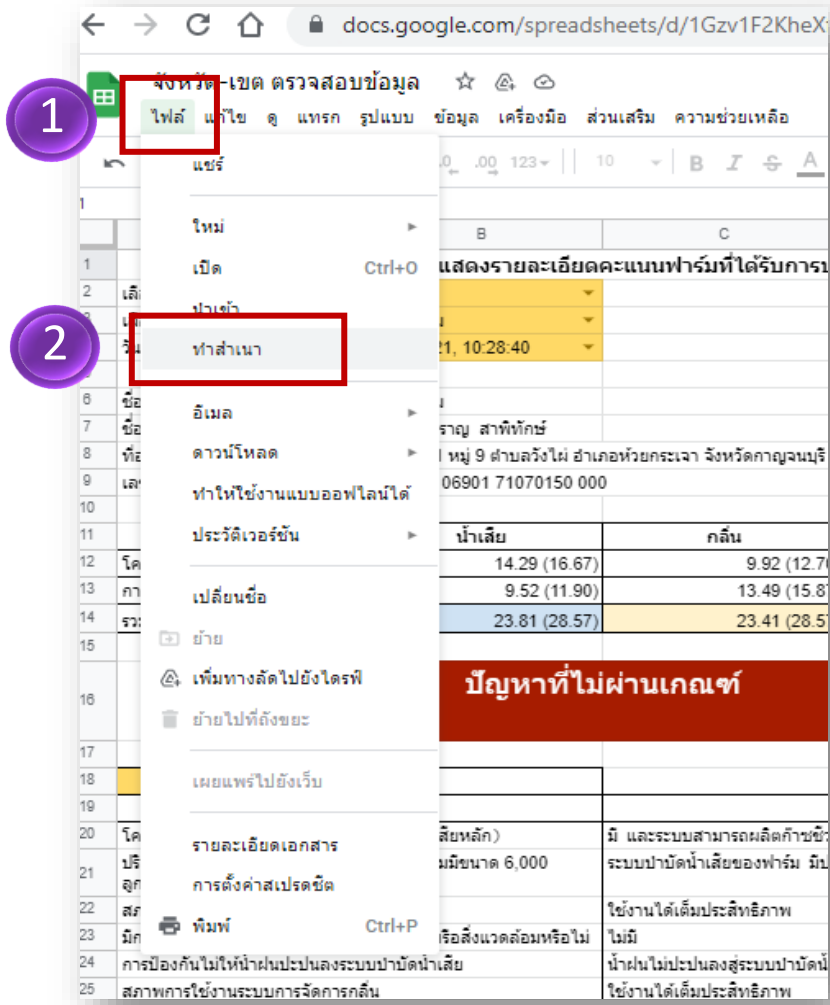 docs.google.com/spreadsheets/d/1Gzv1F2KheX
จังหวัด-เขต ตรวจสอบข้อมูล
1
ไฟล์ แก้ไข ดู แทรก รูปแบบ ข้อมูล เครื่องมือ ส่วนเสริม ความช่วยเหลือ
แชร์
.0 .00 123 10 B I S A
ใหม่
B C
เปิด Ctrl+O
1 แสดงรายละเอียดคะแนนฟาร์มที่ได้รับการ
2
นำเข้า
2
ทำสำเนา
21, 10:28:40
6
อีเมล
7 ราญ สาพิทักษ์
8 ดาวน์โหลด หมู่ 9 ตำบลวังไผ่ อำเภอห้วยกระเจา จังหวัดกาญจนบุรี
9 ทำให้ใช้งานแบบออฟไลน์ได้ 06901 71070150 000
10
11 ประวัติเวอร์ชัน น้ำเสีย กลิ่น
12 14.29 (16.67) 9.92 (12.7
13 เปลี่ยนชื่อ 9.52 (11.90) 13.49 (15.8
14 23.81 (28.57) 23.41 (28.5
15 ย้าย
16 เพิ่มทางลัดไปยังไดรฟ์ ปัญหาที่ไม่ผ่านเกณฑ์
ย้ายไปที่ถังขยะ
17
18 เผยแพร่ไปยังเว็บ
19
20 รายละเอียดเอกสาร สียหลัก) มี และระบบสามารถผลิตก๊าซชี
21 มมีขนาด 6,000 ระบบบำบัดน้ำเสียของฟาร์ม
การตั้งค่าสเปรดชีต
22 ใช้งานได้เต็มประสิทธิภาพ
23 พิมพ์ Ctrl+P รือสิ่งแวดล้อมหรือไม่ ไม่มี
24 การป้องกันไม่ให้น้ำฝนปะปนลงระบบบำบัดน้ำเสีย น้ำฝนไม่ปะปนลงสู่ระบบบำบัดน้
25 สภาพการใช้งานระบบการจัดการกลิ่น ใช้งานได้เต็มประสิทธิภาพ